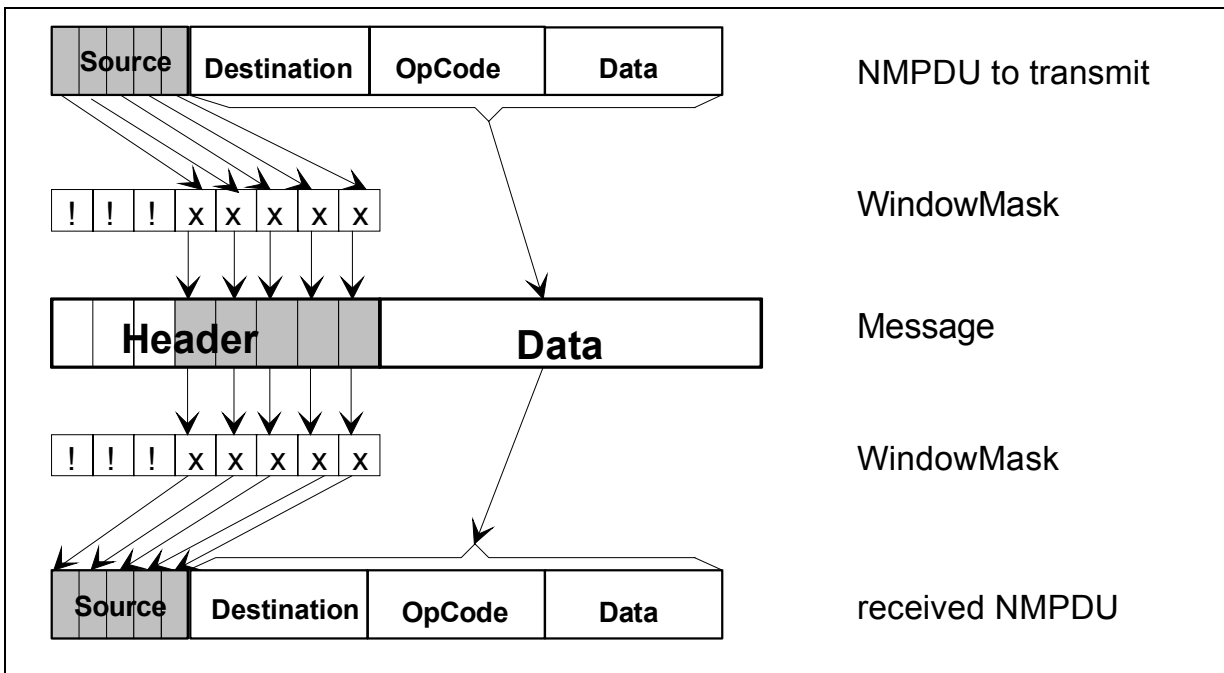 Source Destination OpCode Data NMPDU to transmit
! ! ! x x x x x WindowMask
Header Data Message
! ! ! x x x x x WindowMask
Source Destination OpCode Data received NMPDU